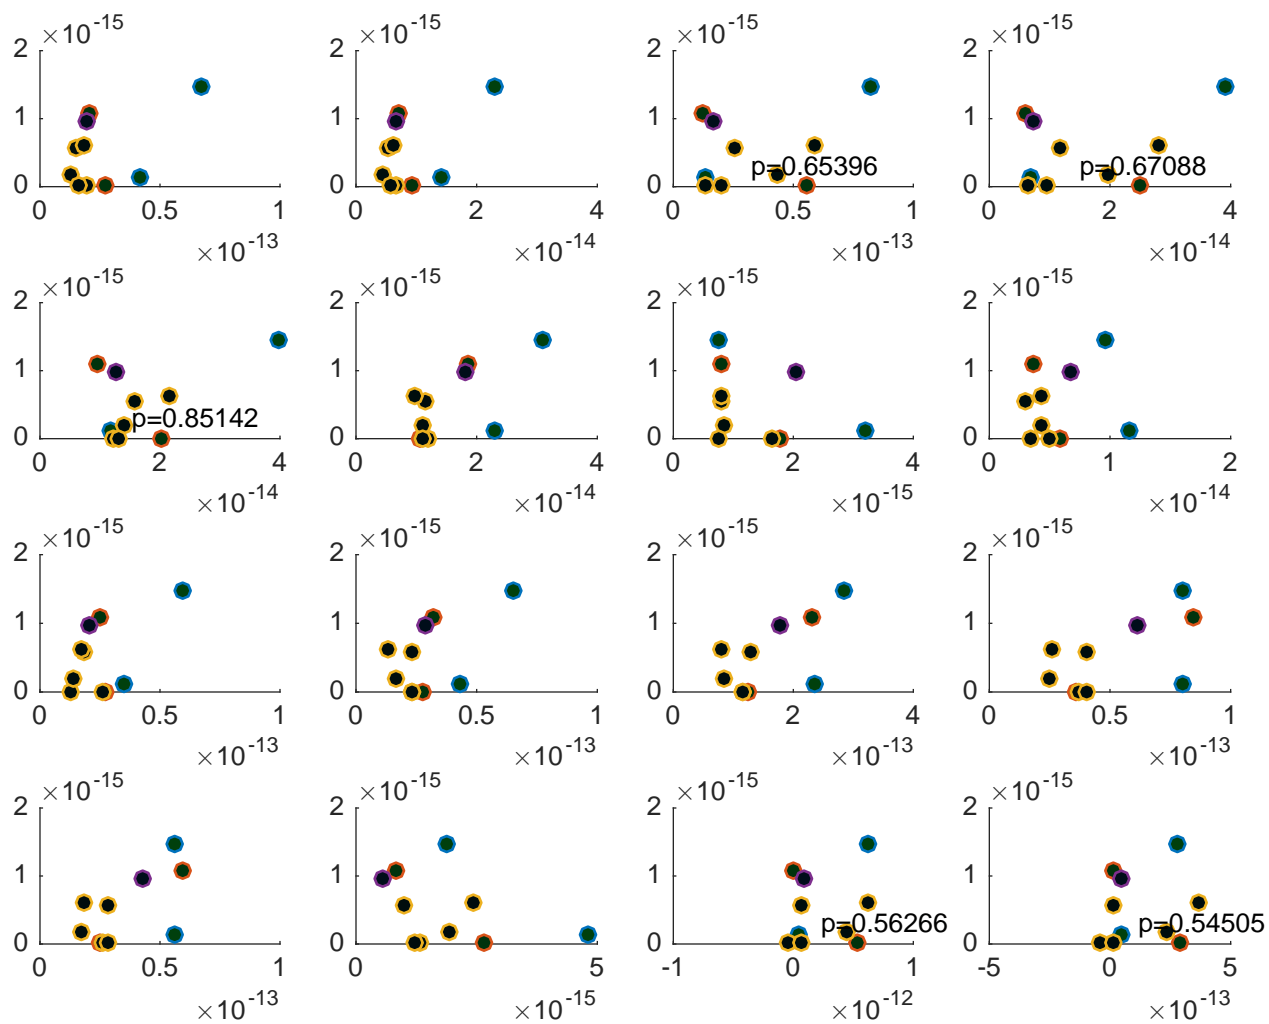 ×10⁻¹⁵ ×10⁻¹⁵ ×10⁻¹⁵ ×10⁻¹⁵
2 2 2 2
1 1 1 1
p=0.65396 p=0.67088
0 0 0 0
0 0.5 1 0 2 4 0 0.5 1 0 2 4
×10⁻¹³ ×10⁻¹⁴ ×10⁻¹³ ×10⁻¹⁴
×10⁻¹⁵ ×10⁻¹⁵ ×10⁻¹⁵ ×10⁻¹⁵
2 2 2 2
1 1 1 1
p=0.85142
0 0 0 0
0 2 4 0 2 4 0 2 4 0 1 2
×10⁻¹⁴ ×10⁻¹⁴ ×10⁻¹⁵ ×10⁻¹⁴
×10⁻¹⁵ ×10⁻¹⁵ ×10⁻¹⁵ ×10⁻¹⁵
2 2 2 2
1 1 1 1
0 0 0 0
0 0.5 1 0 0.5 1 0 2 4 0 0.5 1
×10⁻¹³ ×10⁻¹³ ×10⁻¹³ ×10⁻¹³
×10⁻¹⁵ ×10⁻¹⁵ ×10⁻¹⁵ ×10⁻¹⁵
2 2 2 2
1 1 1 1
p=0.56266 p=0.54505
0 0 0 0
0 0.5 1 0 5 -1 0 1 -5 0 5
×10⁻¹³ ×10⁻¹⁵ ×10⁻¹² ×10⁻¹³